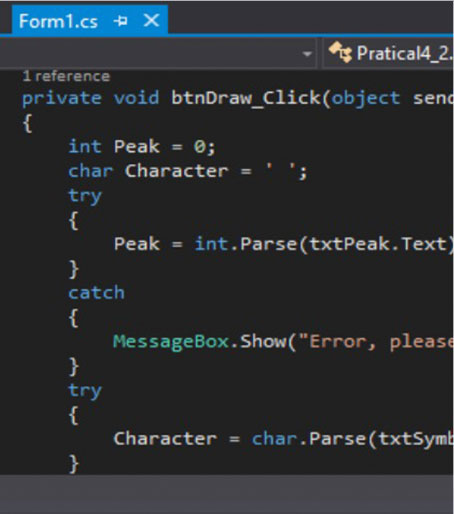 Form1.cs
Pratical4_2.
1 reference
private void btnDraw_Click(object send
{
int Peak = 0;
char Character = ' ';
try
{
Peak = int.Parse(txtPeak.Text)
}
catch
{
MessageBox.Show("Error, please
}
try
{
Character = char.Parse(txtSymb
}